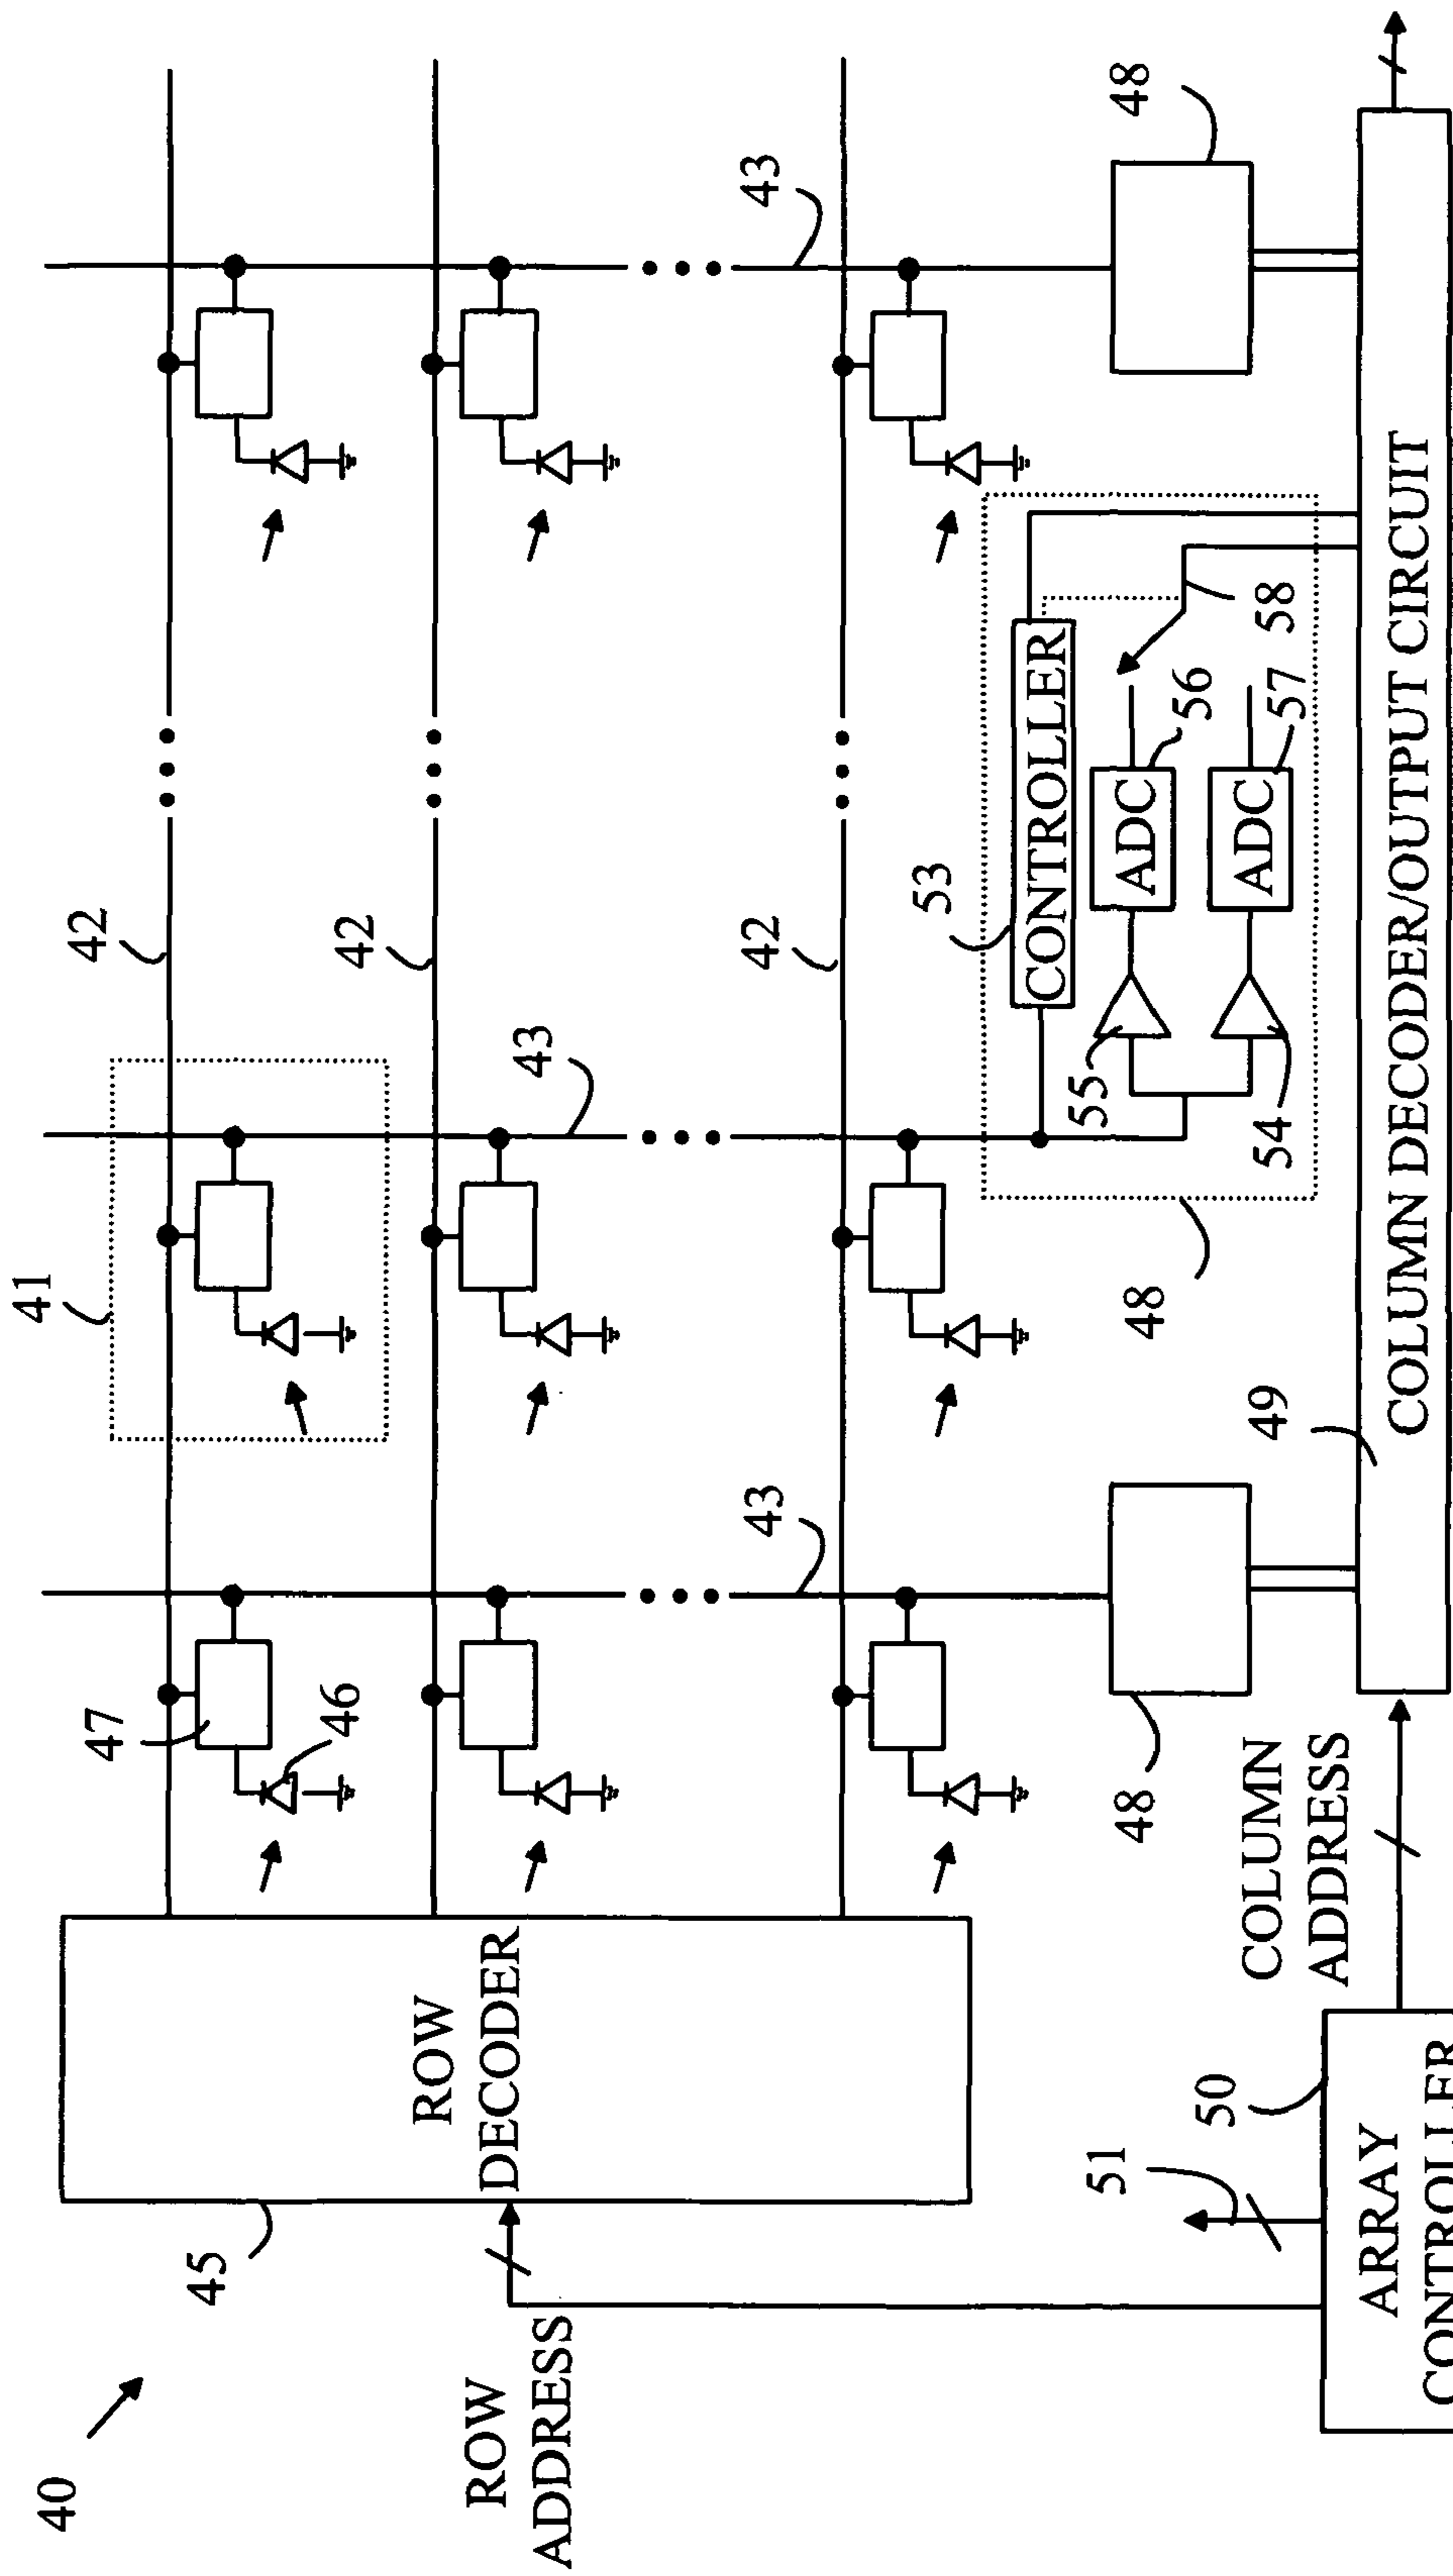 40
ROW
ADDRESS
45
ROW
DECODER
47
46
41
42
42
42
43
43
43
48
48
48
53
CONTROLLER
55
ADC
56
54
ADC
57
58
49
COLUMN DECODER/OUTPUT CIRCUIT
COLUMN
ADDRESS
51
50
ARRAY
CONTROLLER